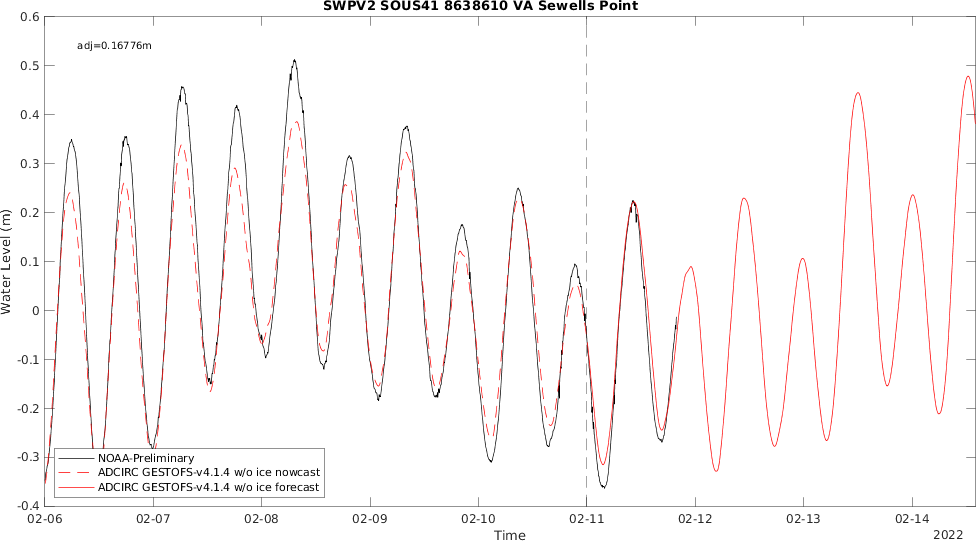 SWPV2 SOUS41 8638610 VA Sewells Point
adj=0.16776m
0.6
0.5
0.4
0.3
0.2
0.1
0
-0.1
-0.2
-0.3
-0.4
Water Level (m)
NOAA-Preliminary
ADCIRC GESTOFS-v4.1.4 w/o ice nowcast
ADCIRC GESTOFS-v4.1.4 w/o ice forecast
02-06 02-07 02-08 02-09 02-10 02-11 02-12 02-13 02-14
Time
2022